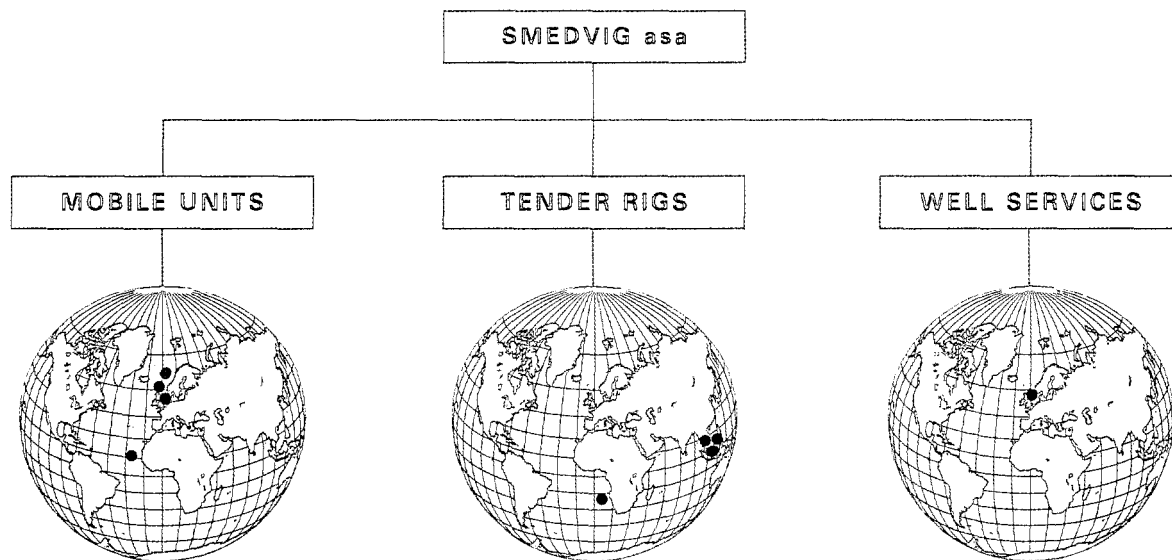 SMEDVIG asa
MOBILE UNITS
TENDER RIGS
WELL SERVICES